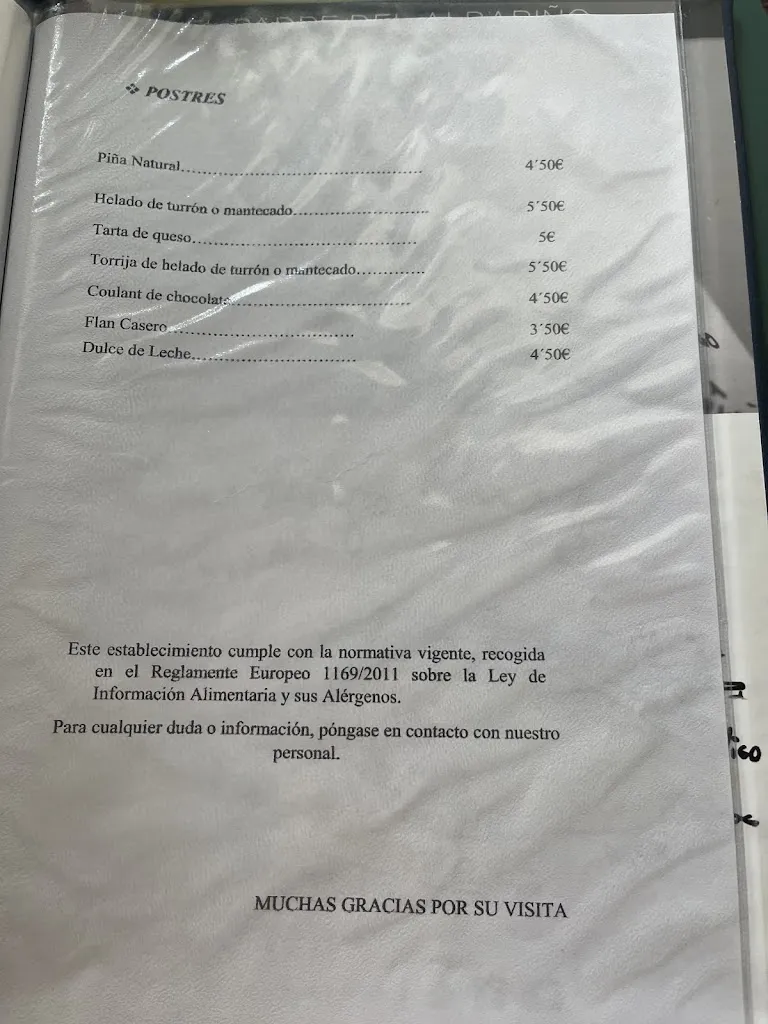 PADRE DEL ALBARIÑO
❖ POSTRES
Piña Natural................................................ 4´50€
Helado de turrón o mantecado........................... 5´50€
Tarta de queso............................................. 5€
Torrija de helado de turrón o mantecado............. 5´50€
Coulant de chocolate.................................... 4´50€
Flan Casero...................................... 3´50€
Dulce de Leche.................................. 4´50€
Este establecimiento cumple con la normativa vigente, recogida
en el Reglamente Europeo 1169/2011 sobre la Ley de
Información Alimentaria y sus Alérgenos.
Para cualquier duda o información, póngase en contacto con nuestro
personal.
MUCHAS GRACIAS POR SU VISITA